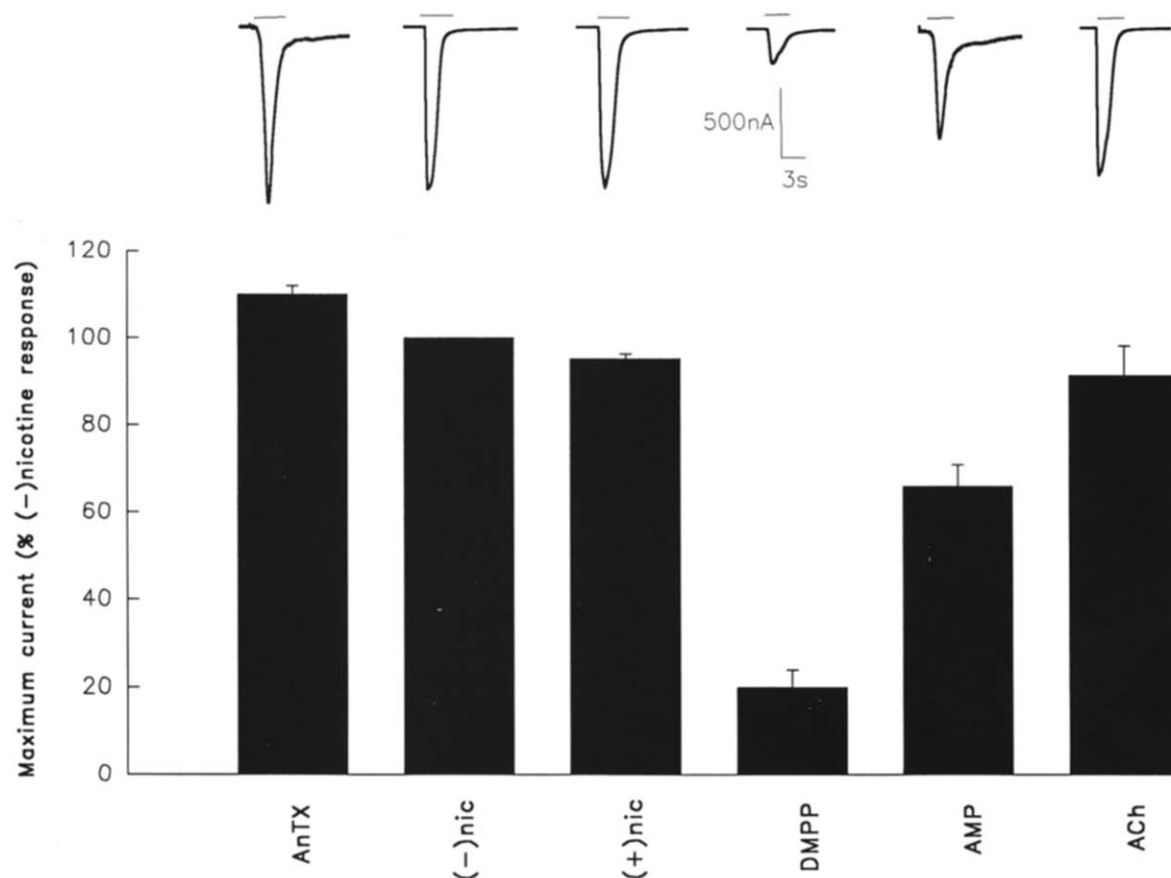 500nA
3s
Maximum current (% (-)nicotine response)
120
100
80
60
40
20
0
AnTX
(-)nic
(+)nic
DMPP
AMP
ACh